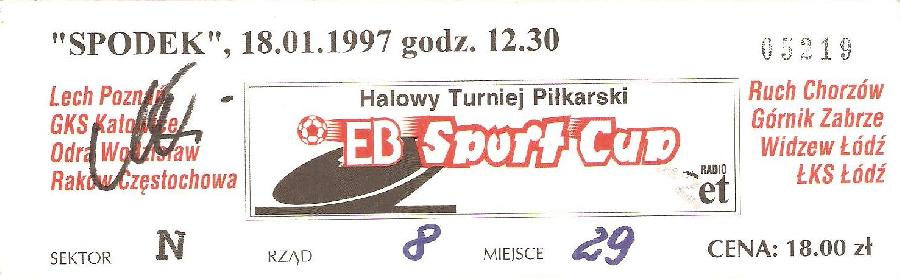 "SPODEK", 18.01.1997 godz. 12.30
05219
Lech Poznań
GKS Katowice
Odra Wodzisław
Raków Częstochowa
Halowy Turniej Piłkarski
EB Sport Cup
RADIO
et
Ruch Chorzów
Górnik Zabrze
Widzew Łódź
ŁKS Łódź
SEKTOR N RZĄD 8 MIEJSCE 29 CENA: 18.00 zł